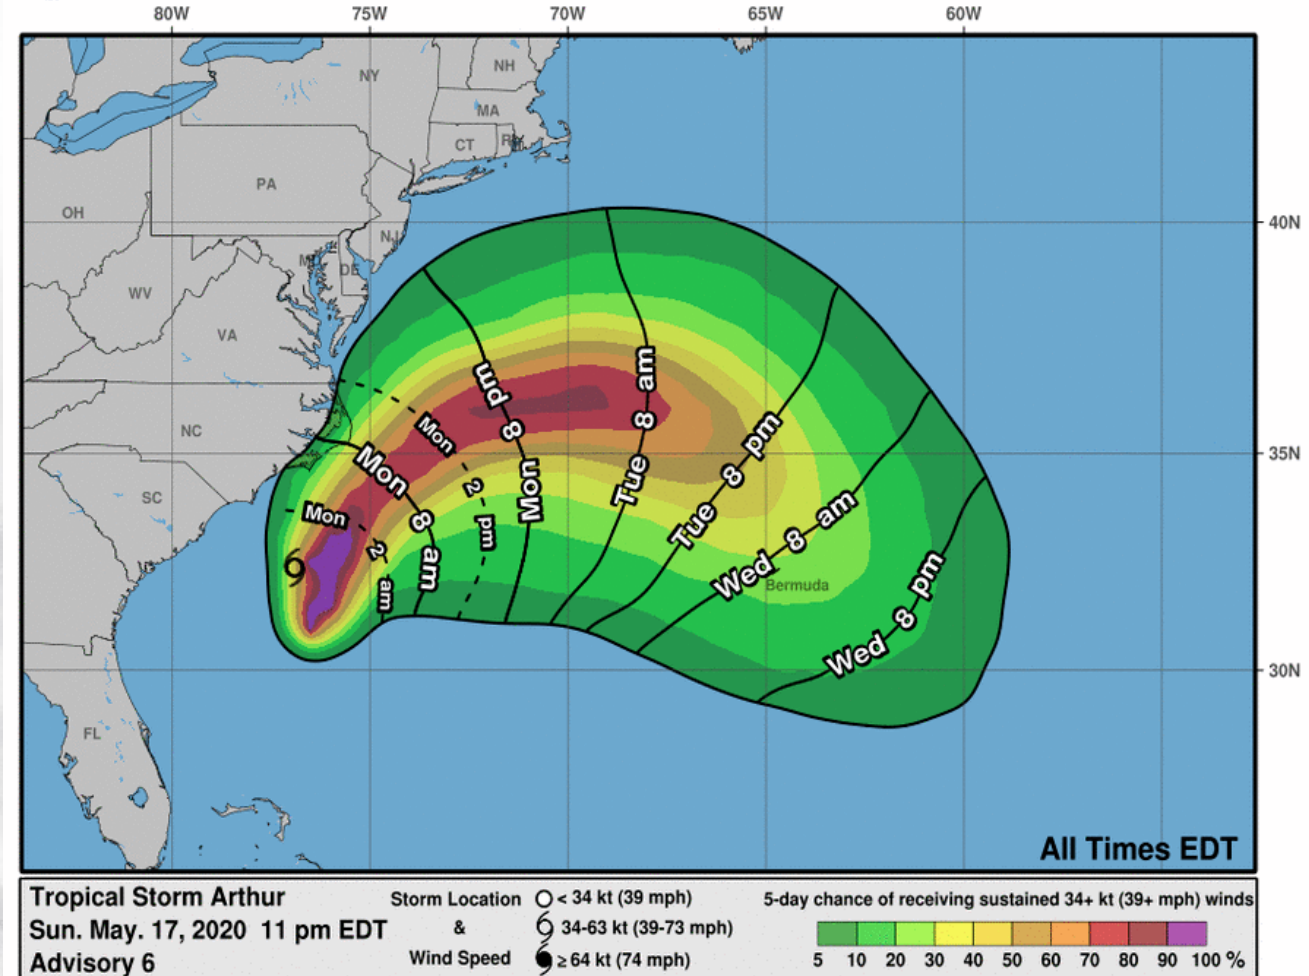 80W 75W 70W 65W 60W
NY
NH
MA
CT
PA
OH
NJ
DE
WV
VA
NC
SC
FL
40N
35N
30N
Mon 2 am
Mon 8 am
Mon 2 pm
Mon 8 pm
Tue 8 am
Tue 8 pm
Wed 8 am
Wed 8 pm
Bermuda
All Times EDT
Tropical Storm Arthur
Sun. May. 17, 2020 11 pm EDT
Advisory 6
Storm Location
&
Wind Speed
< 34 kt (39 mph)
34-63 kt (39-73 mph)
≥ 64 kt (74 mph)
5-day chance of receiving sustained 34+ kt (39+ mph) winds
5 10 20 30 40 50 60 70 80 90 100 %